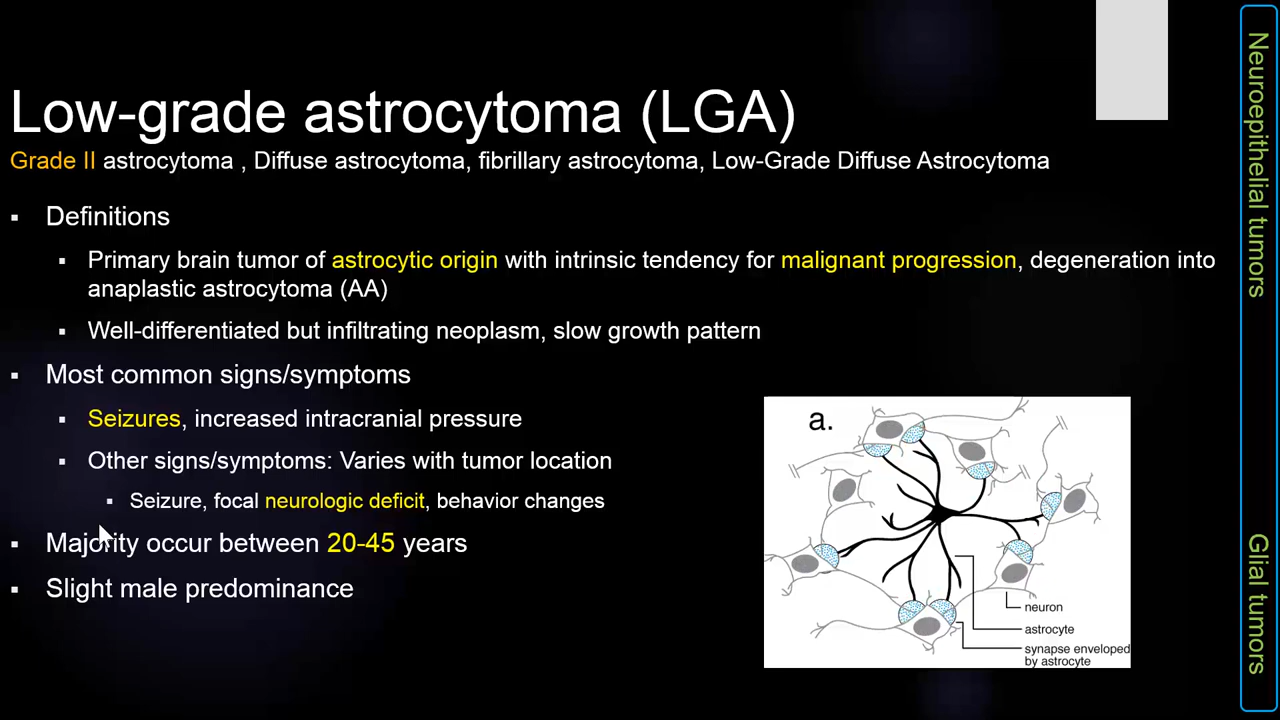 Low-grade astrocytoma (LGA)
Grade II astrocytoma , Diffuse astrocytoma, fibrillary astrocytoma, Low-Grade Diffuse Astrocytoma
▪ Definitions
▪ Primary brain tumor of astrocytic origin with intrinsic tendency for malignant progression, degeneration into
anaplastic astrocytoma (AA)
▪ Well-differentiated but infiltrating neoplasm, slow growth pattern
▪ Most common signs/symptoms
▪ Seizures, increased intracranial pressure
▪ Other signs/symptoms: Varies with tumor location
▪ Seizure, focal neurologic deficit, behavior changes
▪ Majority occur between 20-45 years
▪ Slight male predominance
a.
neuron
astrocyte
synapse enveloped
by astrocyte
Neuroepithelial tumors
Glial tumors